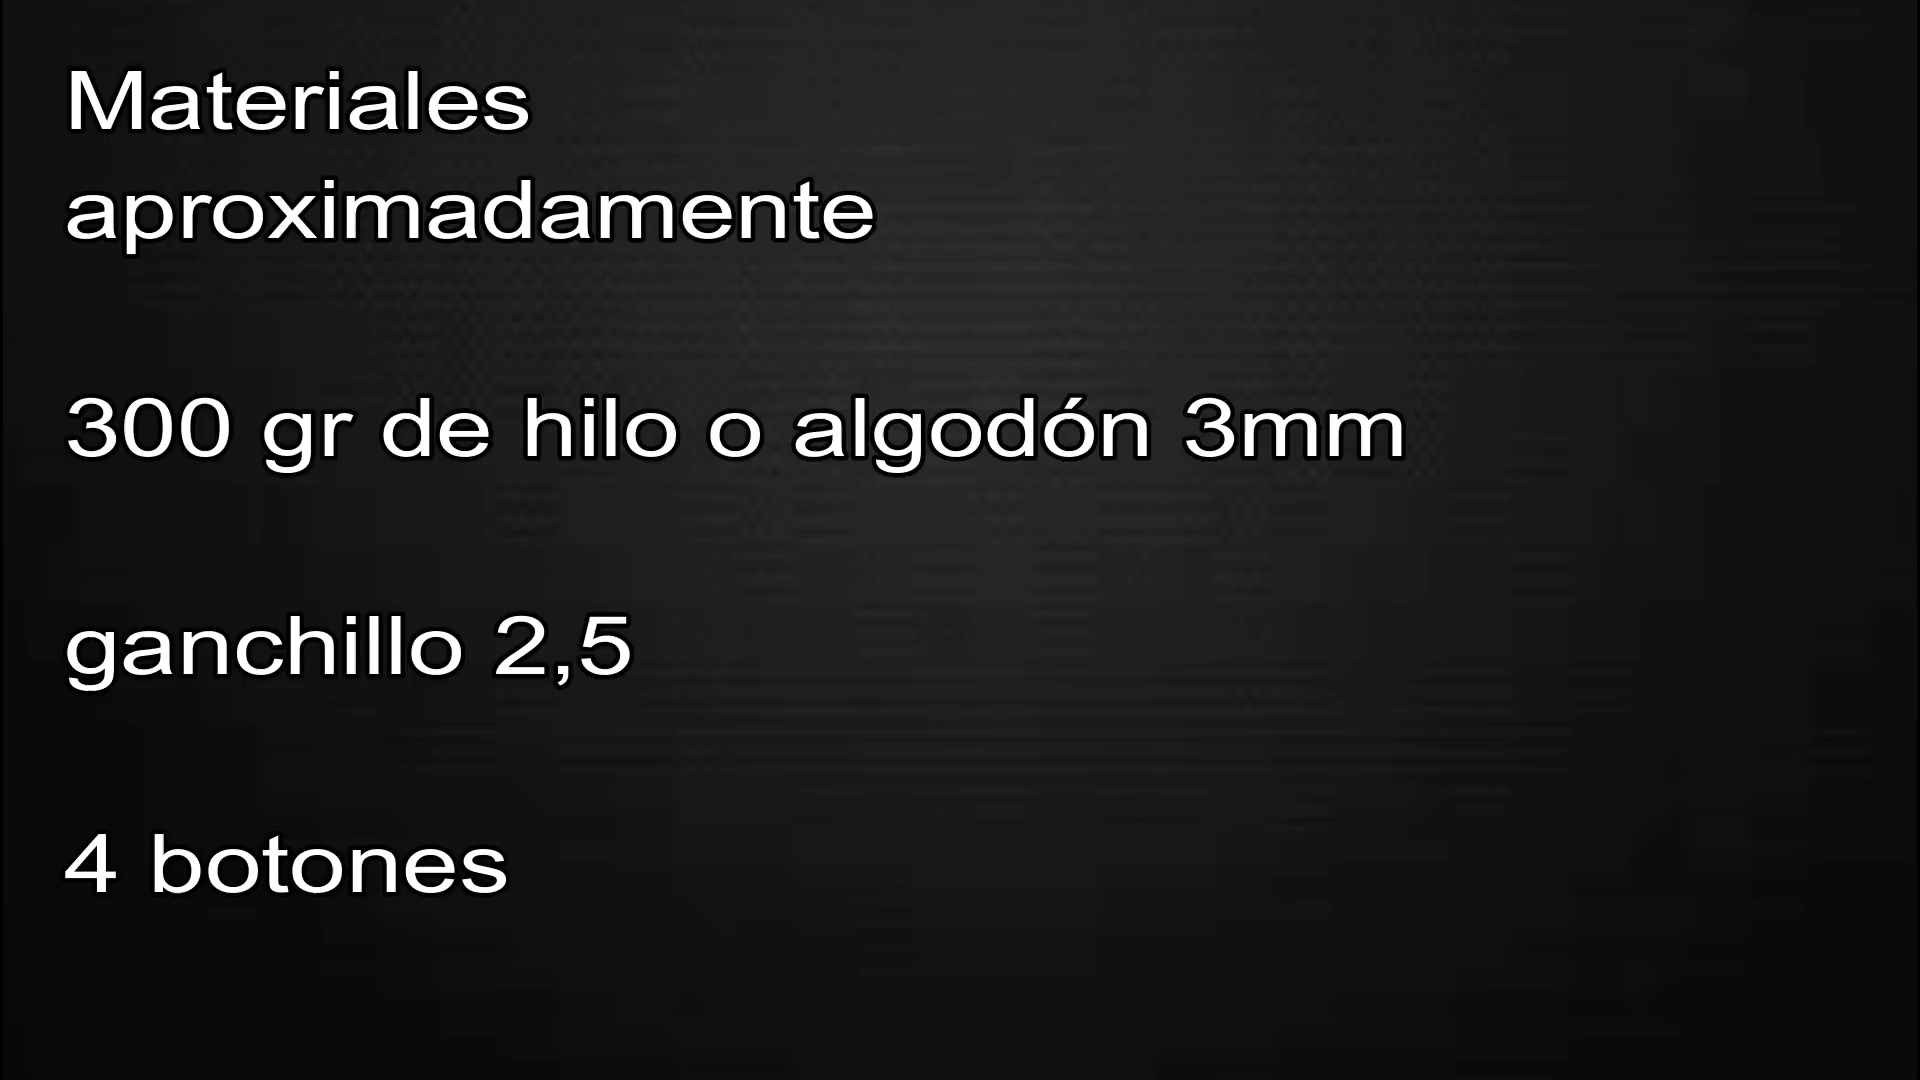 Materiales
aproximadamente
300 gr de hilo o algodón 3mm
ganchillo 2,5
4 botones